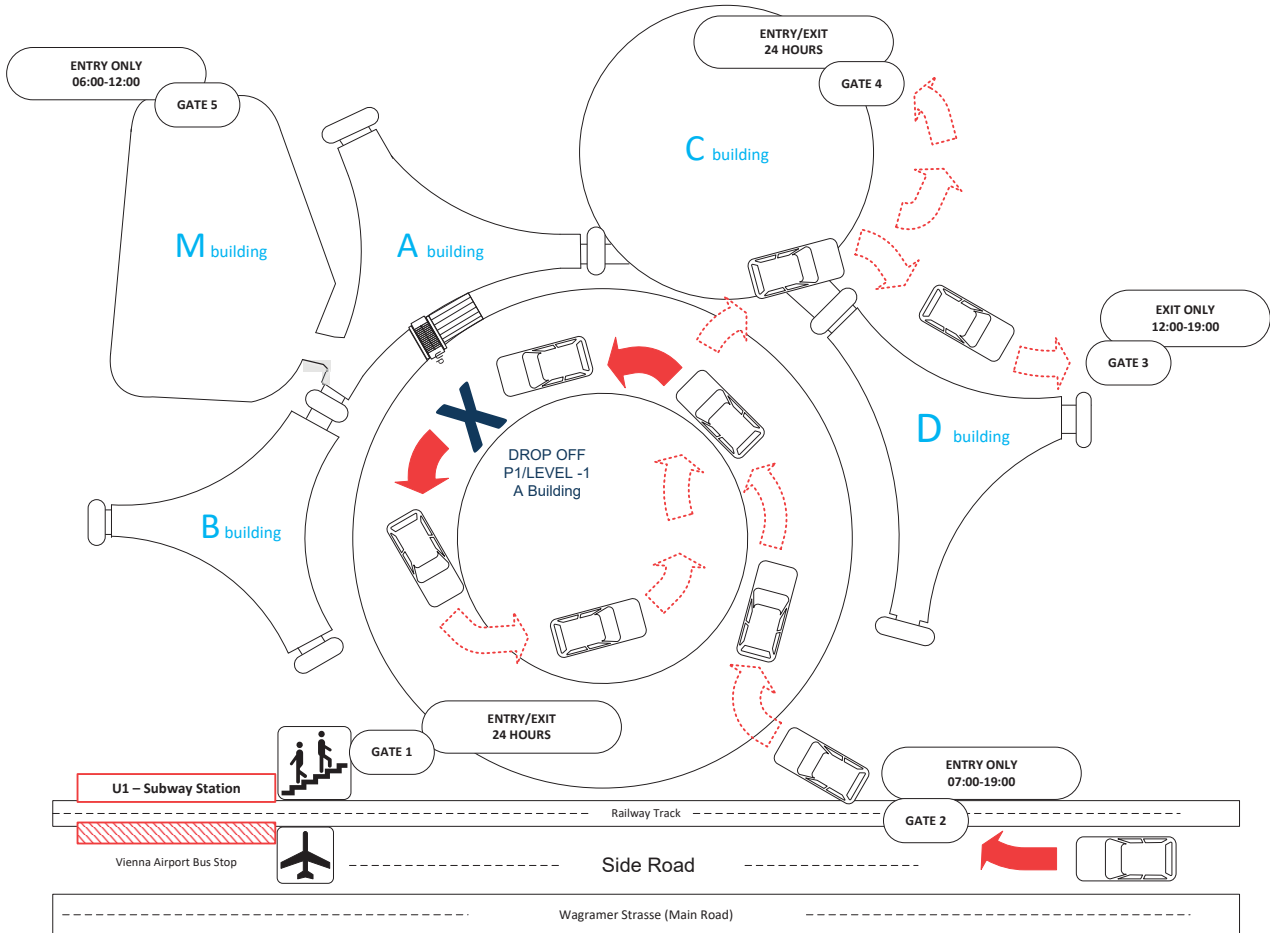 ENTRY/EXIT
24 HOURS
GATE 4
ENTRY ONLY
06:00-12:00
GATE 5
C building
M building
A building
EXIT ONLY
12:00-19:00
GATE 3
D building
DROP OFF
P1/LEVEL -1
A Building
B building
ENTRY/EXIT
24 HOURS
GATE 1
ENTRY ONLY
07:00-19:00
GATE 2
U1 – Subway Station
Railway Track
Vienna Airport Bus Stop
Side Road
Wagramer Strasse (Main Road)